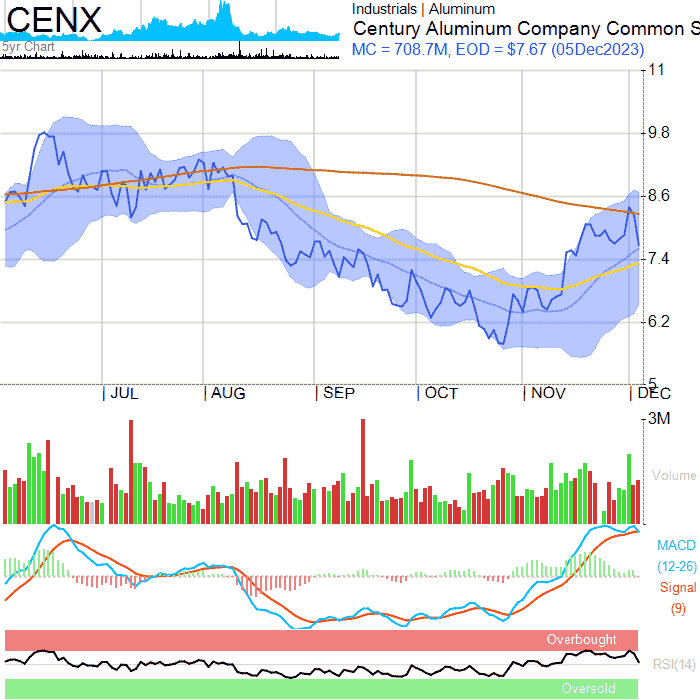 CENX
5yr Chart
Industrials | Aluminum
Century Aluminum Company Common S
MC = 708.7M, EOD = $7.67 (05Dec2023)
11
9.8
8.6
7.4
6.2
5
| JUL | AUG | SEP | OCT | NOV | DEC
3M
Volume
MACD
(12-26)
Signal
(9)
Overbought
RSI(14)
Oversold